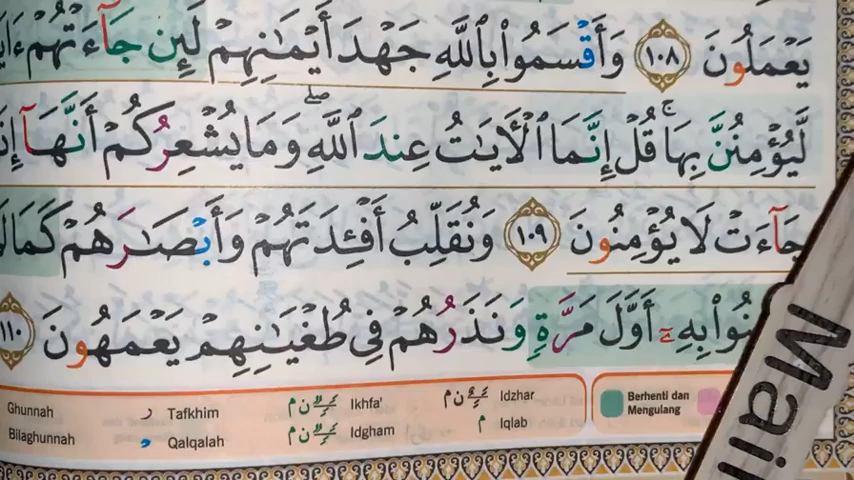 يَعْمَلُونَ ١٠٨ وَأَقْسَمُوا۟ بِٱللَّهِ جَهْدَ أَيْمَـٰنِهِمْ لَئِن جَآءَتْهُمْ
لَّيُؤْمِنُنَّ بِهَا ۚ قُلْ إِنَّمَا ٱلْأَيَـٰتُ عِندَ ٱللَّهِ ۖ وَمَا يُشْعِرُكُمْ أَنَّهَآ
جَآءَتْ لَا يُؤْمِنُونَ ١٠٩ وَنُقَلِّبُ أَفْـِٔدَتَهُمْ وَأَبْصَـٰرَهُمْ
بِهِۦٓ أَوَّلَ مَرَّةٍ وَنَذَرُهُمْ فِى طُغْيَـٰنِهِمْ يَعْمَهُونَ ١١٠
Ghunnah Tafkhim Ikhfa' Idzhar
Bilaghunnah Qalqalah Idgham Iqlab
Berhenti dan
Mengulang